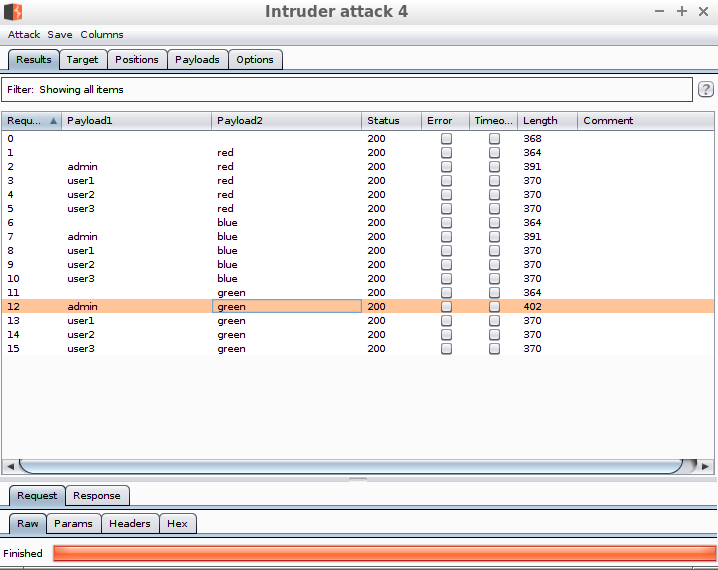 Intruder attack 4
Attack Save Columns
Results Target Positions Payloads Options
Filter: Showing all items ?
Requ... Payload1 Payload2 Status Error Timeo... Length Comment
0 200 368
1 red 200 364
2 admin red 200 391
3 user1 red 200 370
4 user2 red 200 370
5 user3 red 200 370
6 blue 200 364
7 admin blue 200 391
8 user1 blue 200 370
9 user2 blue 200 370
10 user3 blue 200 370
11 green 200 364
12 admin green 200 402
13 user1 green 200 370
14 user2 green 200 370
15 user3 green 200 370
Request Response
Raw Params Headers Hex
Finished